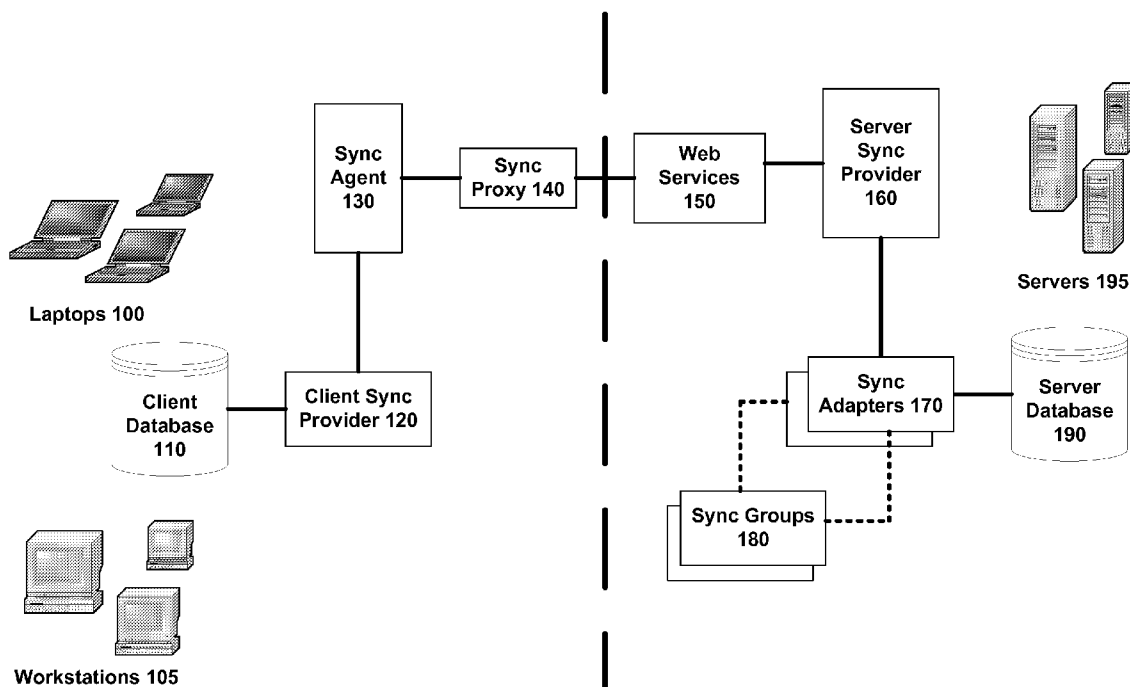 Sync
Agent
130
Sync
Proxy 140
Web
Services
150
Server
Sync
Provider
160
Servers 195
Laptops 100
Client
Database
110
Client Sync
Provider 120
Sync
Adapters 170
Server
Database
190
Sync Groups
180
Workstations 105